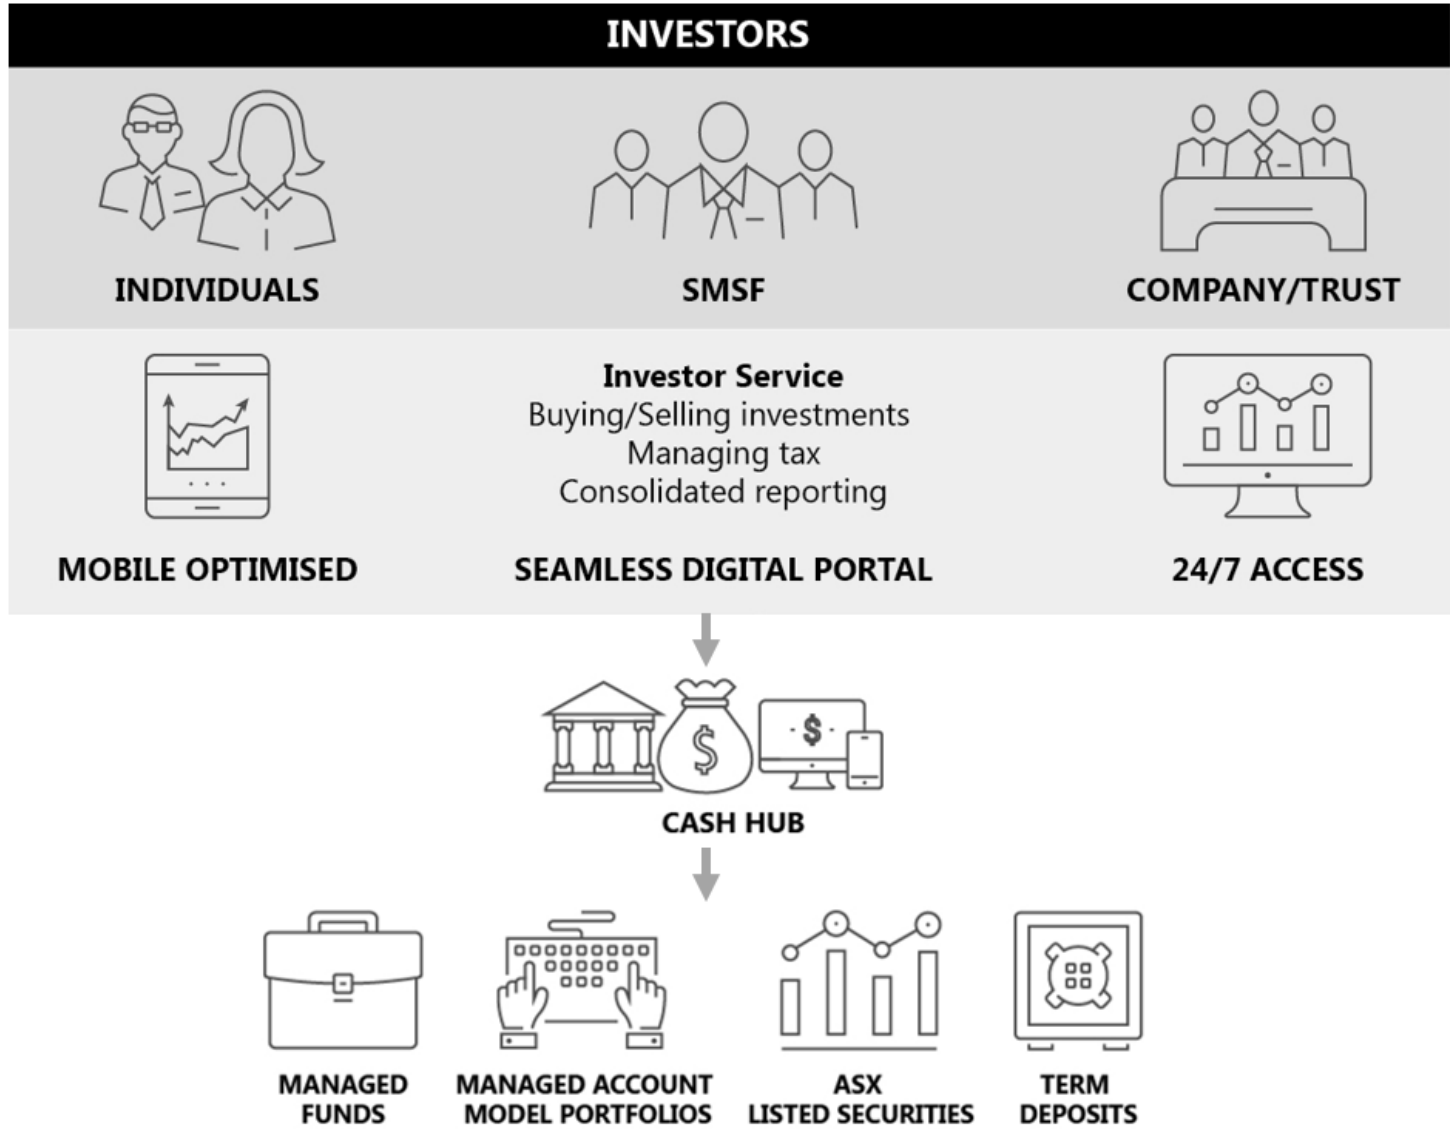 INVESTORS
INDIVIDUALS
SMSF
COMPANY/TRUST
Investor Service
Buying/Selling investments
Managing tax
Consolidated reporting
MOBILE OPTIMISED
SEAMLESS DIGITAL PORTAL
24/7 ACCESS
$
$
CASH HUB
MANAGED
FUNDS
MANAGED ACCOUNT
MODEL PORTFOLIOS
ASX
LISTED SECURITIES
TERM
DEPOSITS